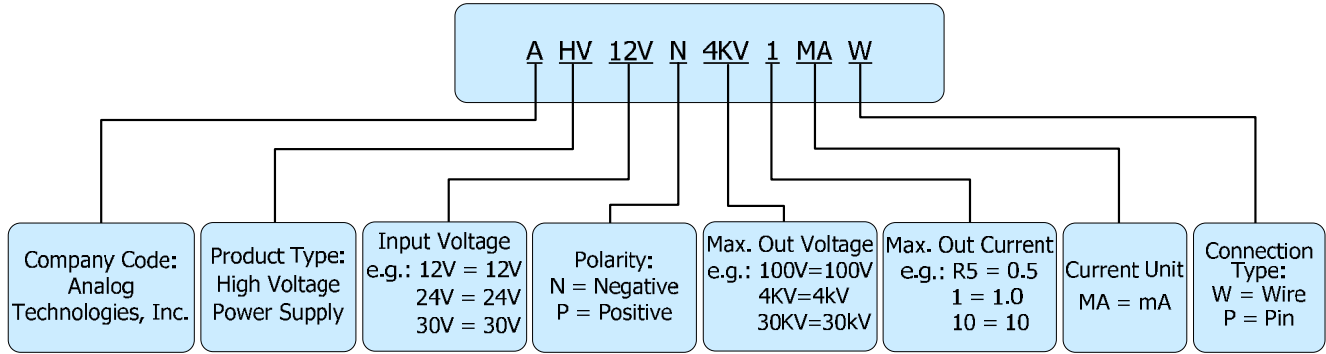 A HV 12V N 4KV 1 MA W
Company Code:
Analog
Technologies, Inc.
Product Type:
High Voltage
Power Supply
Input Voltage
e.g.: 12V = 12V
24V = 24V
30V = 30V
Polarity:
N = Negative
P = Positive
Max. Out Voltage
e.g.: 100V=100V
4KV=4kV
30KV=30kV
Max. Out Current
e.g.: R5 = 0.5
1 = 1.0
10 = 10
Current Unit
MA = mA
Connection
Type:
W = Wire
P = Pin